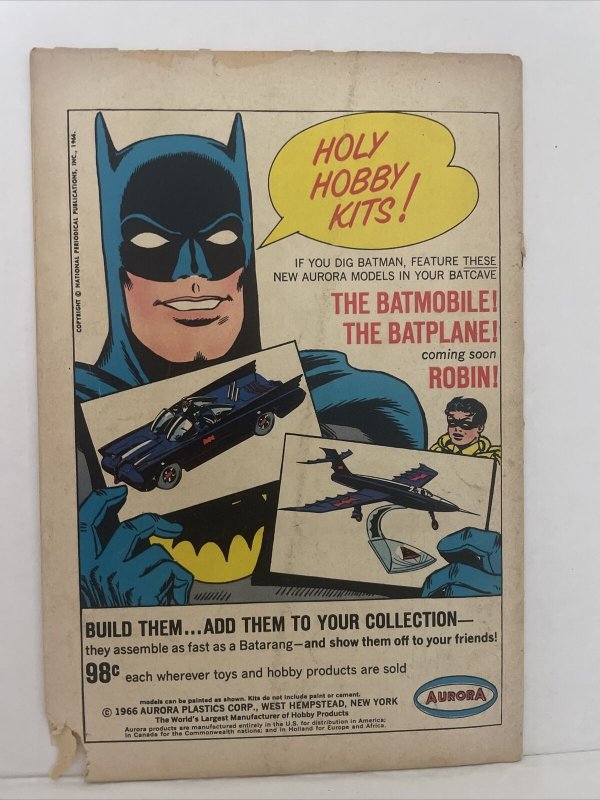 COPYRIGHT © NATIONAL PERIODICAL PUBLICATIONS, INC., 1966.
HOLY
HOBBY
KITS!
IF YOU DIG BATMAN, FEATURE THESE
NEW AURORA MODELS IN YOUR BATCAVE
THE BATMOBILE!
THE BATPLANE!
coming soon
ROBIN!
BUILD THEM...ADD THEM TO YOUR COLLECTION—
they assemble as fast as a Batarang—and show them off to your friends!
98¢ each wherever toys and hobby products are sold
models can be painted as shown. Kits do not include paint or cement.
© 1966 AURORA PLASTICS CORP., WEST HEMPSTEAD, NEW YORK
The World's Largest Manufacturer of Hobby Products
Aurora products are manufactured entirely in the U.S. for distribution in America;
in Canada for the Commonwealth nations; and in Holland for Europe and Africa.
AURORA